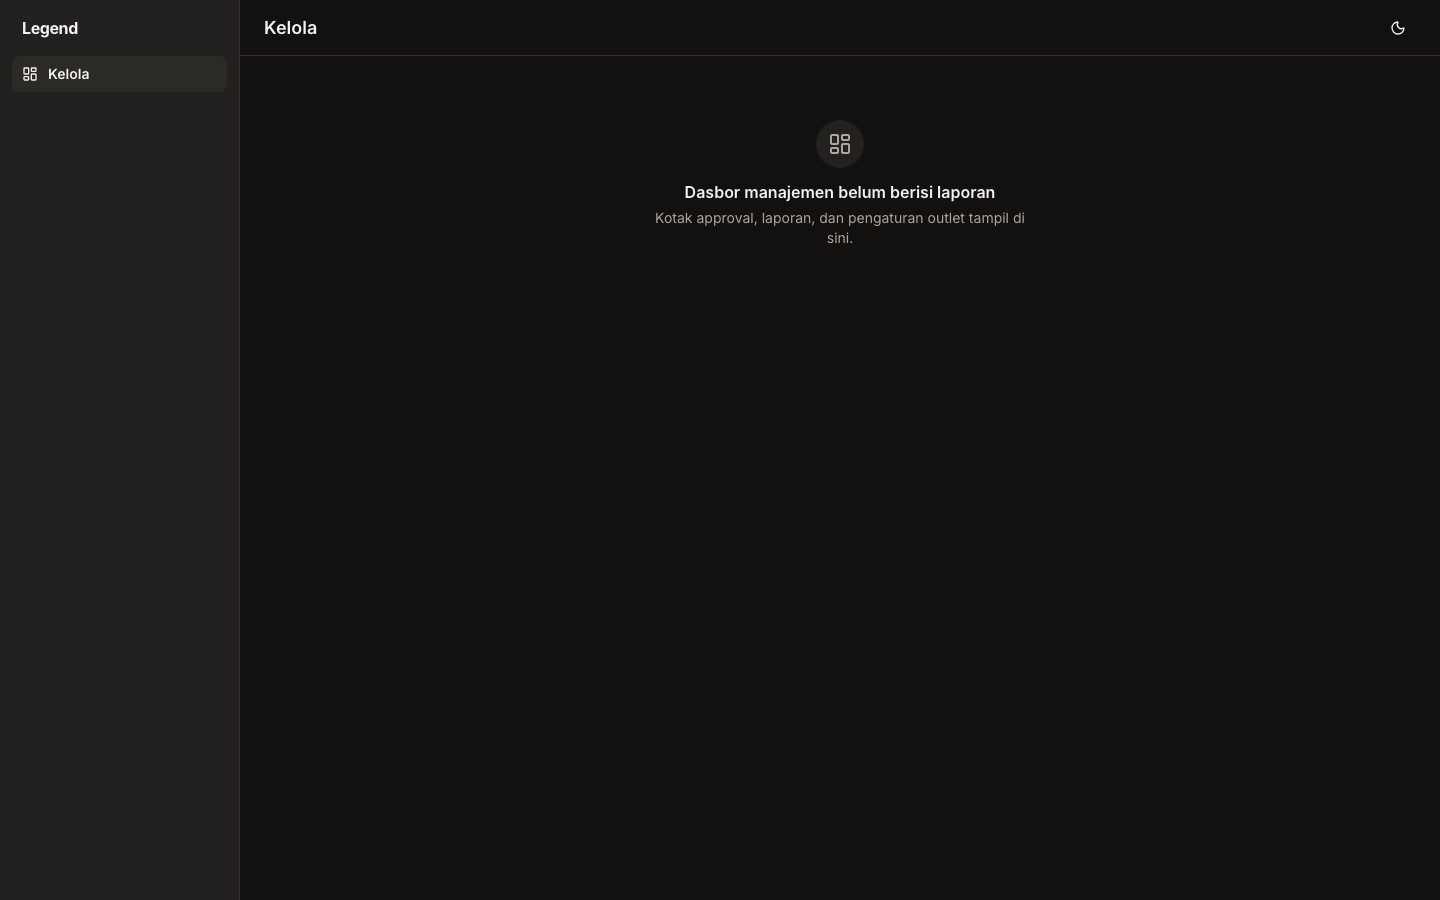 Legend
Kelola
Kelola
Dasbor manajemen belum berisi laporan
Kotak approval, laporan, dan pengaturan outlet tampil di
sini.